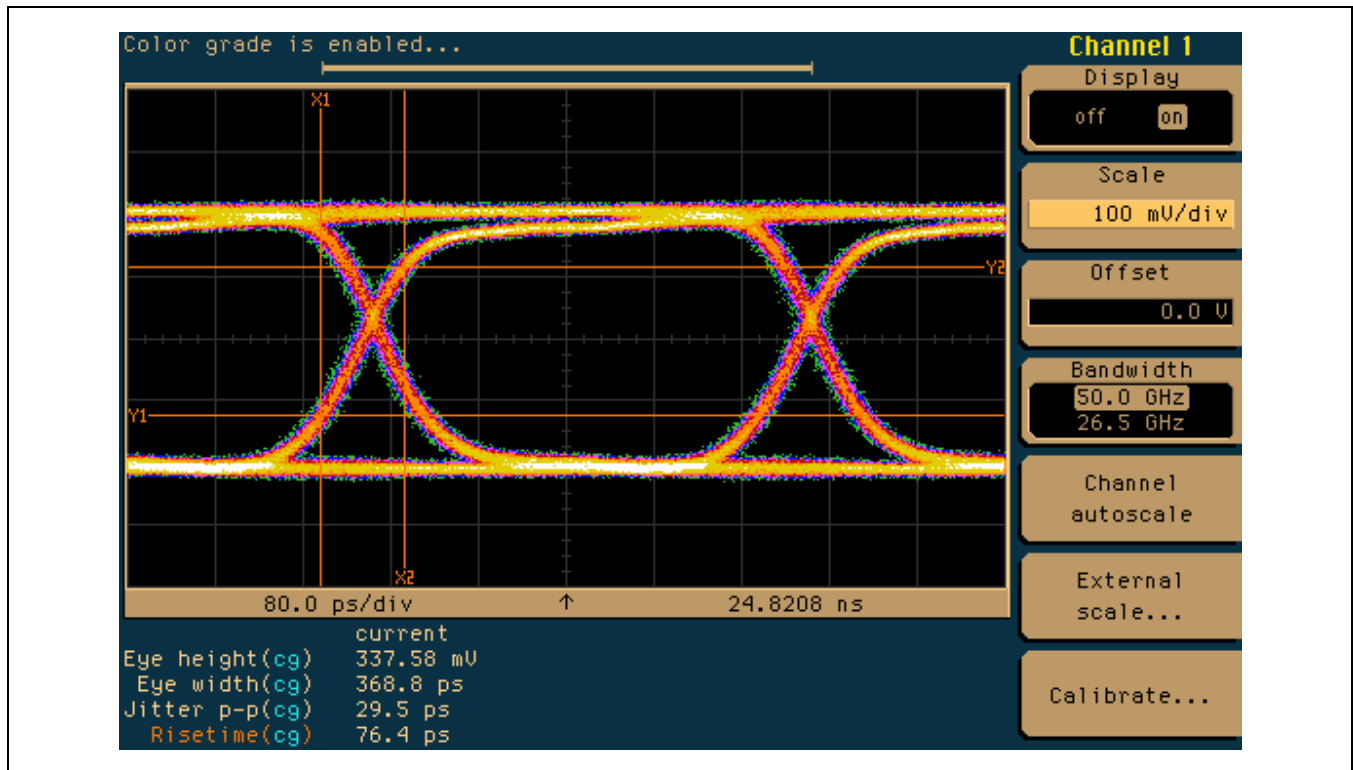 Color grade is enabled...
Channel 1
Display
off on
Scale
100 mV/div
Offset
0.0 V
Bandwidth
50.0 GHz
26.5 GHz
Channel
autoscale
External
scale...
Calibrate...
X1
Y2
Y1
X2
80.0 ps/div ↑ 24.8208 ns
current
Eye height(cg) 337.58 mV
Eye width(cg) 368.8 ps
Jitter p-p(cg) 29.5 ps
Risetime(cg) 76.4 ps